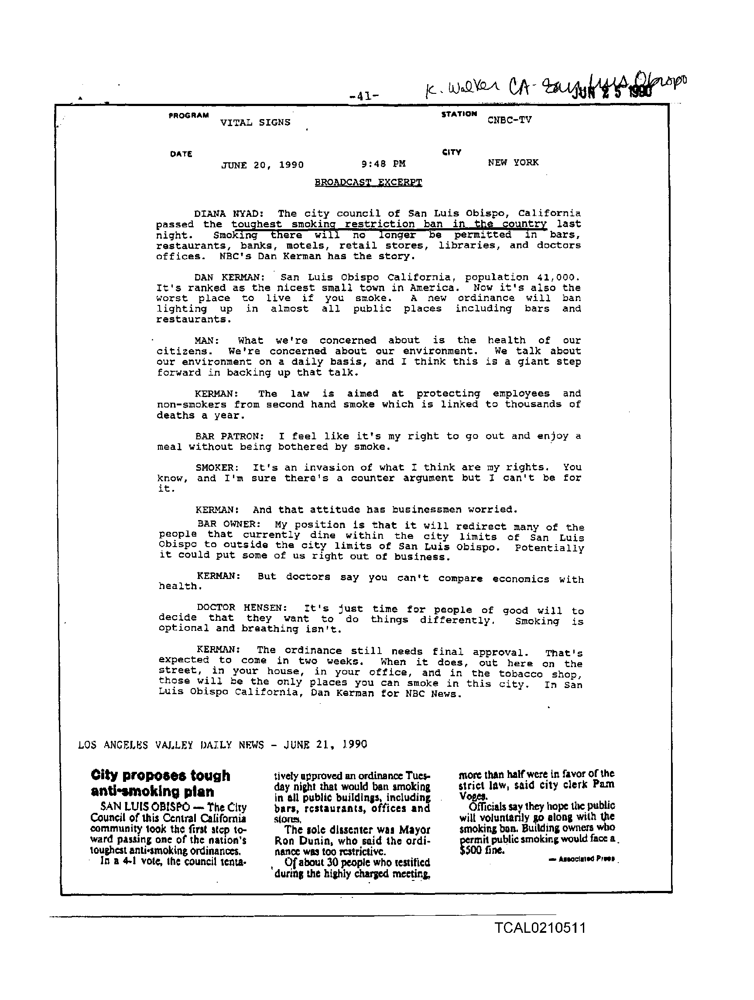 K. Walker CA- San Luis Obispo
JUN 25 1990
-41-
PROGRAM VITAL SIGNS STATION CNBC-TV
DATE JUNE 20, 1990 9:48 PM CITY NEW YORK
BROADCAST EXCERPT
DIANA NYAD: The city council of San Luis Obispo, California
passed the toughest smoking restriction ban in the country last
night. Smoking there will no longer be permitted in bars,
restaurants, banks, motels, retail stores, libraries, and doctors
offices. NBC's Dan Kerman has the story.
DAN KERMAN: San Luis Obispo California, population 41,000.
It's ranked as the nicest small town in America. Now it's also the
worst place to live if you smoke. A new ordinance will ban
lighting up in almost all public places including bars and
restaurants.
MAN: What we're concerned about is the health of our
citizens. We're concerned about our environment. We talk about
our environment on a daily basis, and I think this is a giant step
forward in backing up that talk.
KERMAN: The law is aimed at protecting employees and
non-smokers from second hand smoke which is linked to thousands of
deaths a year.
BAR PATRON: I feel like it's my right to go out and enjoy a
meal without being bothered by smoke.
SMOKER: It's an invasion of what I think are my rights. You
know, and I'm sure there's a counter argument but I can't be for
it.
KERMAN: And that attitude has businessmen worried.
BAR OWNER: My position is that it will redirect many of the
people that currently dine within the city limits of San Luis
Obispo to outside the city limits of San Luis Obispo. Potentially
it could put some of us right out of business.
KERMAN: But doctors say you can't compare economics with
health.
DOCTOR HENSEN: It's just time for people of good will to
decide that they want to do things differently. Smoking is
optional and breathing isn't.
KERMAN: The ordinance still needs final approval. That's
expected to come in two weeks. When it does, out here on the
street, in your house, in your office, and in the tobacco shop,
those will be the only places you can smoke in this city. In San
Luis Obispo California, Dan Kerman for NBC News.
LOS ANGELES VALLEY DAILY NEWS - JUNE 21, 1990
City proposes tough
anti-smoking plan
SAN LUIS OBISPO — The City
Council of this Central California
community took the first step to-
ward passing one of the nation's
toughest anti-smoking ordinances.
In a 4-1 vote, the council tenta-
tively approved an ordinance Tues-
day night that would ban smoking
in all public buildings, including
bars, restaurants, offices and
stores.
The sole dissenter was Mayor
Ron Dunin, who said the ordi-
nance was too restrictive.
Of about 30 people who testified
during the highly charged meeting,
more than half were in favor of the
strict law, said city clerk Pam
Voges.
Officials say they hope the public
will voluntarily go along with the
smoking ban. Building owners who
permit public smoking would face a
$500 fine.
— Associated Press
TCAL0210511